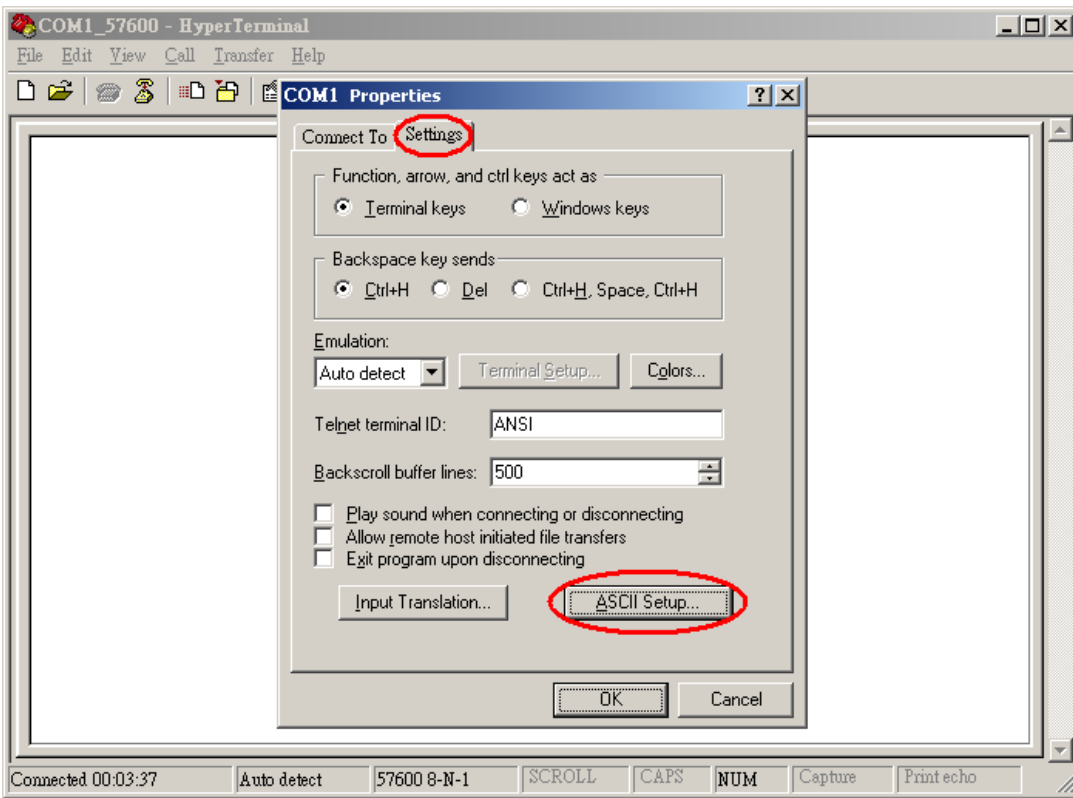 COM1_57600 - HyperTerminal
File Edit View Call Transfer Help
COM1 Properties
Connect To Settings
Function, arrow, and ctrl keys act as
Terminal keys Windows keys
Backspace key sends
Ctrl+H Del Ctrl+H, Space, Ctrl+H
Emulation:
Auto detect Terminal Setup... Colors...
Telnet terminal ID: ANSI
Backscroll buffer lines: 500
Play sound when connecting or disconnecting
Allow remote host initiated file transfers
Exit program upon disconnecting
Input Translation... ASCII Setup...
OK Cancel
Connected 00:03:37 Auto detect 57600 8-N-1 SCROLL CAPS NUM Capture Print echo